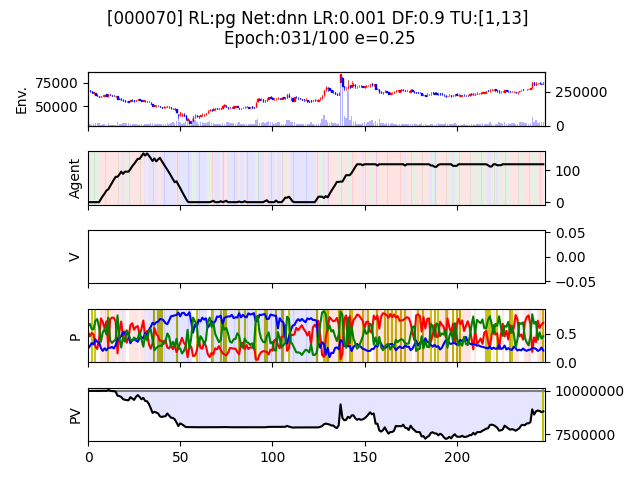 [000070] RL:pg Net:dnn LR:0.001 DF:0.9 TU:[1,13]
Epoch:031/100 e=0.25
Env.
75000
50000
250000
0
Agent
100
0
V
0.05
0.00
−0.05
P
0.5
0.0
PV
10000000
7500000
0 50 100 150 200